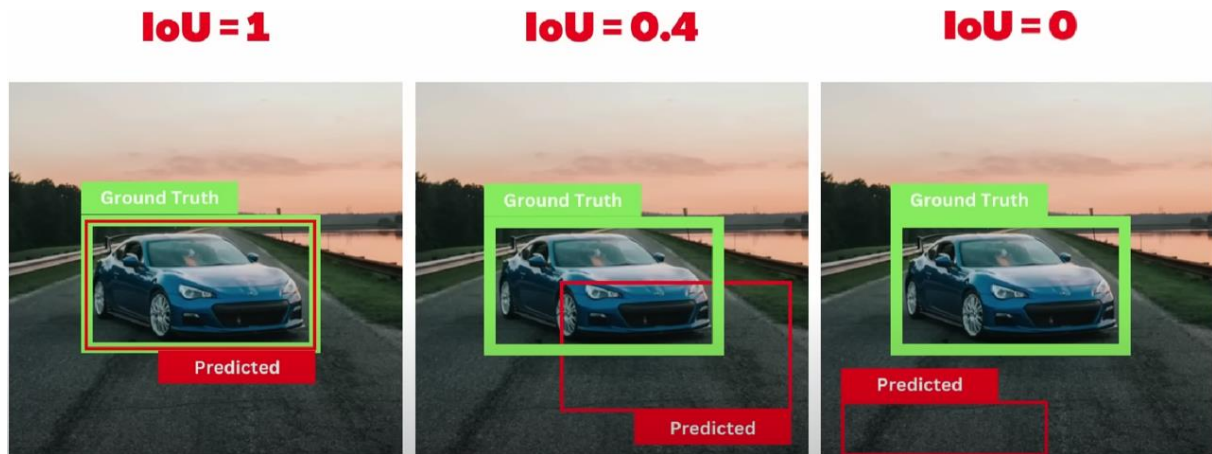 IoU = 1
IoU = 0.4
IoU = 0
Ground Truth
Predicted
Ground Truth
Predicted
Ground Truth
Predicted